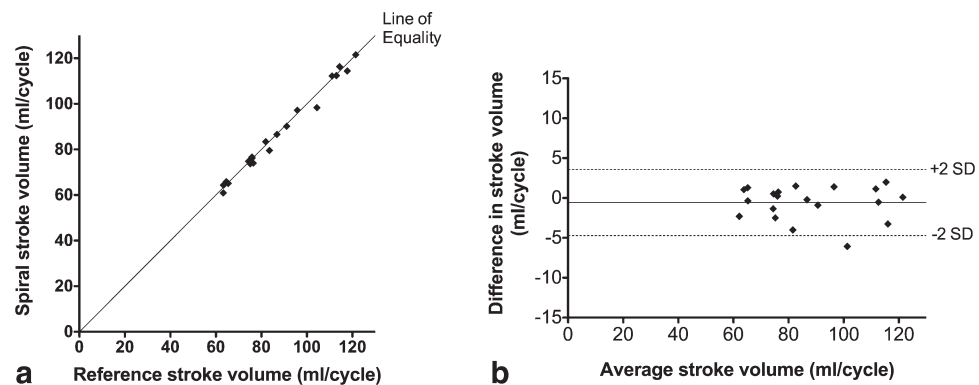 Line of
Equality
Spiral stroke volume (ml/cycle)
120
100
80
60
40
20
0
0 20 40 60 80 100 120
Reference stroke volume (ml/cycle)
a
Difference in stroke volume
(ml/cycle)
15
10
5
0
-5
-10
-15
+2 SD
-2 SD
0 20 40 60 80 100 120
Average stroke volume (ml/cycle)
b